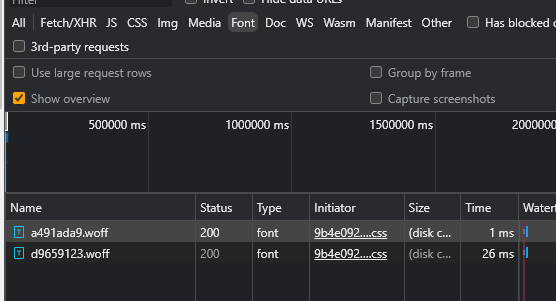 Filter Invert Hide data URLs
All Fetch/XHR JS CSS Img Media Font Doc WS Wasm Manifest Other Has blocked c
3rd-party requests
Use large request rows Group by frame
Show overview Capture screenshots
500000 ms 1000000 ms 1500000 ms 2000000
Name Status Type Initiator Size Time Waterf
a491ada9.woff 200 font 9b4e092....css (disk c... 1 ms
d9659123.woff 200 font 9b4e092....css (disk c... 26 ms